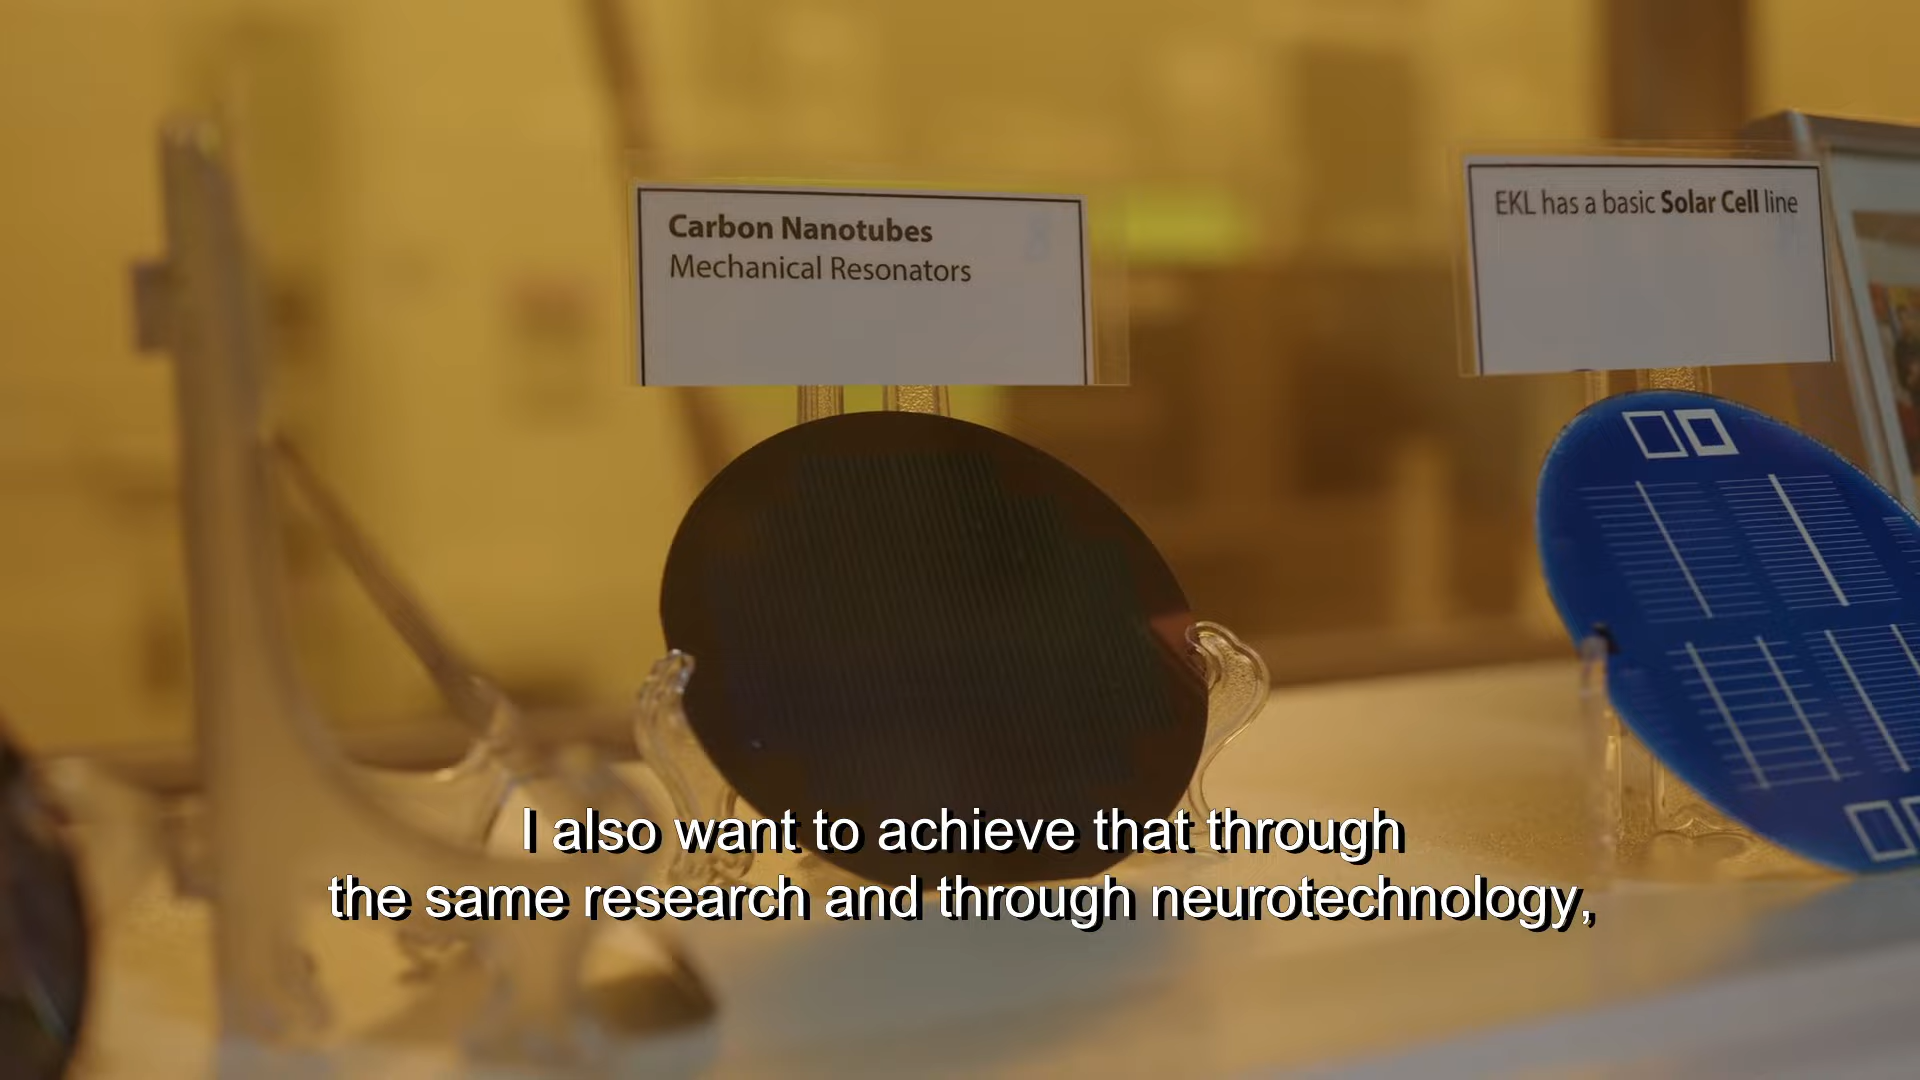 Carbon Nanotubes
Mechanical Resonators
EKL has a basic Solar Cell line
I also want to achieve that through
the same research and through neurotechnology,